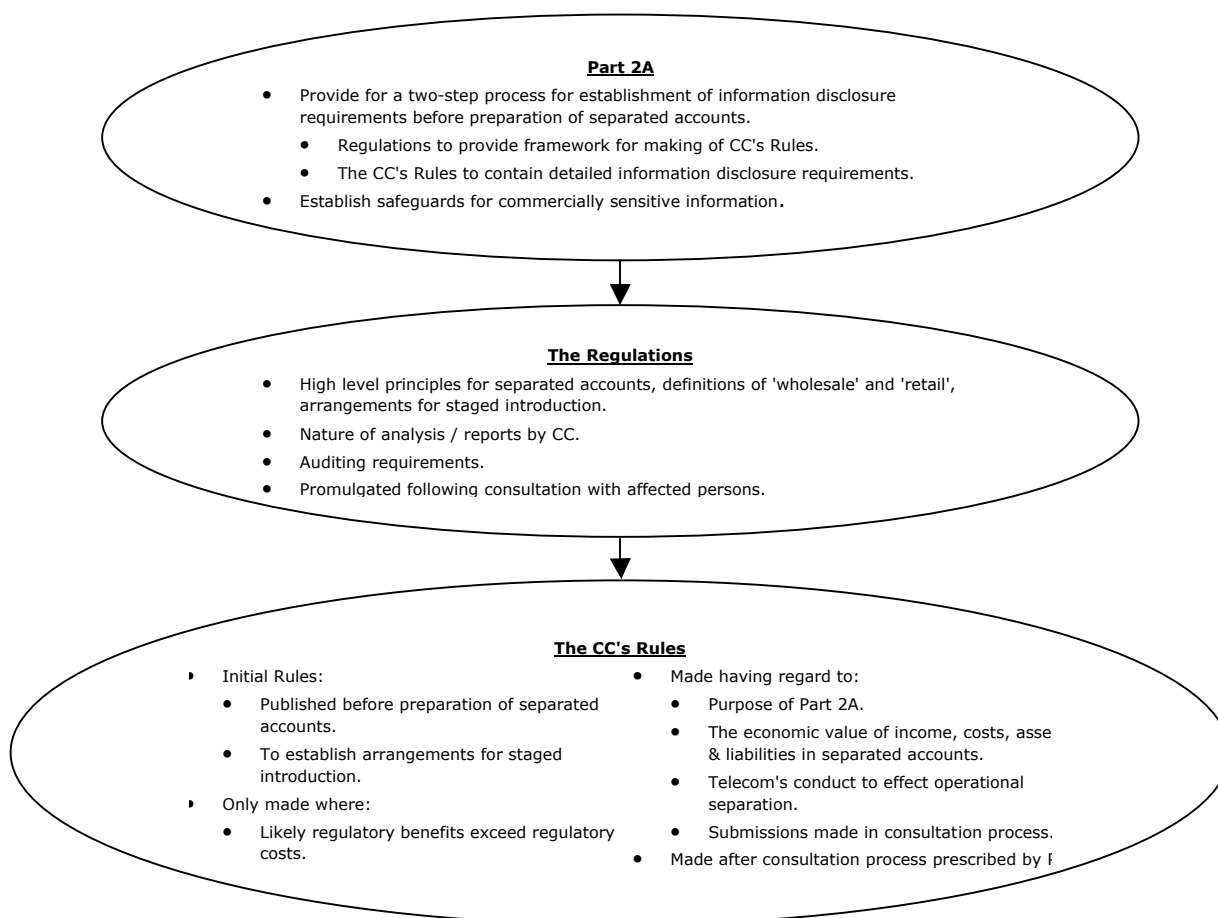 Part 2A
• Provide for a two-step process for establishment of information disclosure
requirements before preparation of separated accounts.
• Regulations to provide framework for making of CC's Rules.
• The CC's Rules to contain detailed information disclosure requirements.
• Establish safeguards for commercially sensitive information.
The Regulations
• High level principles for separated accounts, definitions of 'wholesale' and 'retail',
arrangements for staged introduction.
• Nature of analysis / reports by CC.
• Auditing requirements.
• Promulgated following consultation with affected persons.
The CC's Rules
• Initial Rules:
• Published before preparation of separated
accounts.
• To establish arrangements for staged
introduction.
• Only made where:
• Likely regulatory benefits exceed regulatory
costs.
• Made having regard to:
• Purpose of Part 2A.
• The economic value of income, costs,
& liabilities in separated accounts.
• Telecom's conduct to effect operational
separation.
• Submissions made in consultation process.
• Made after consultation process prescribed by